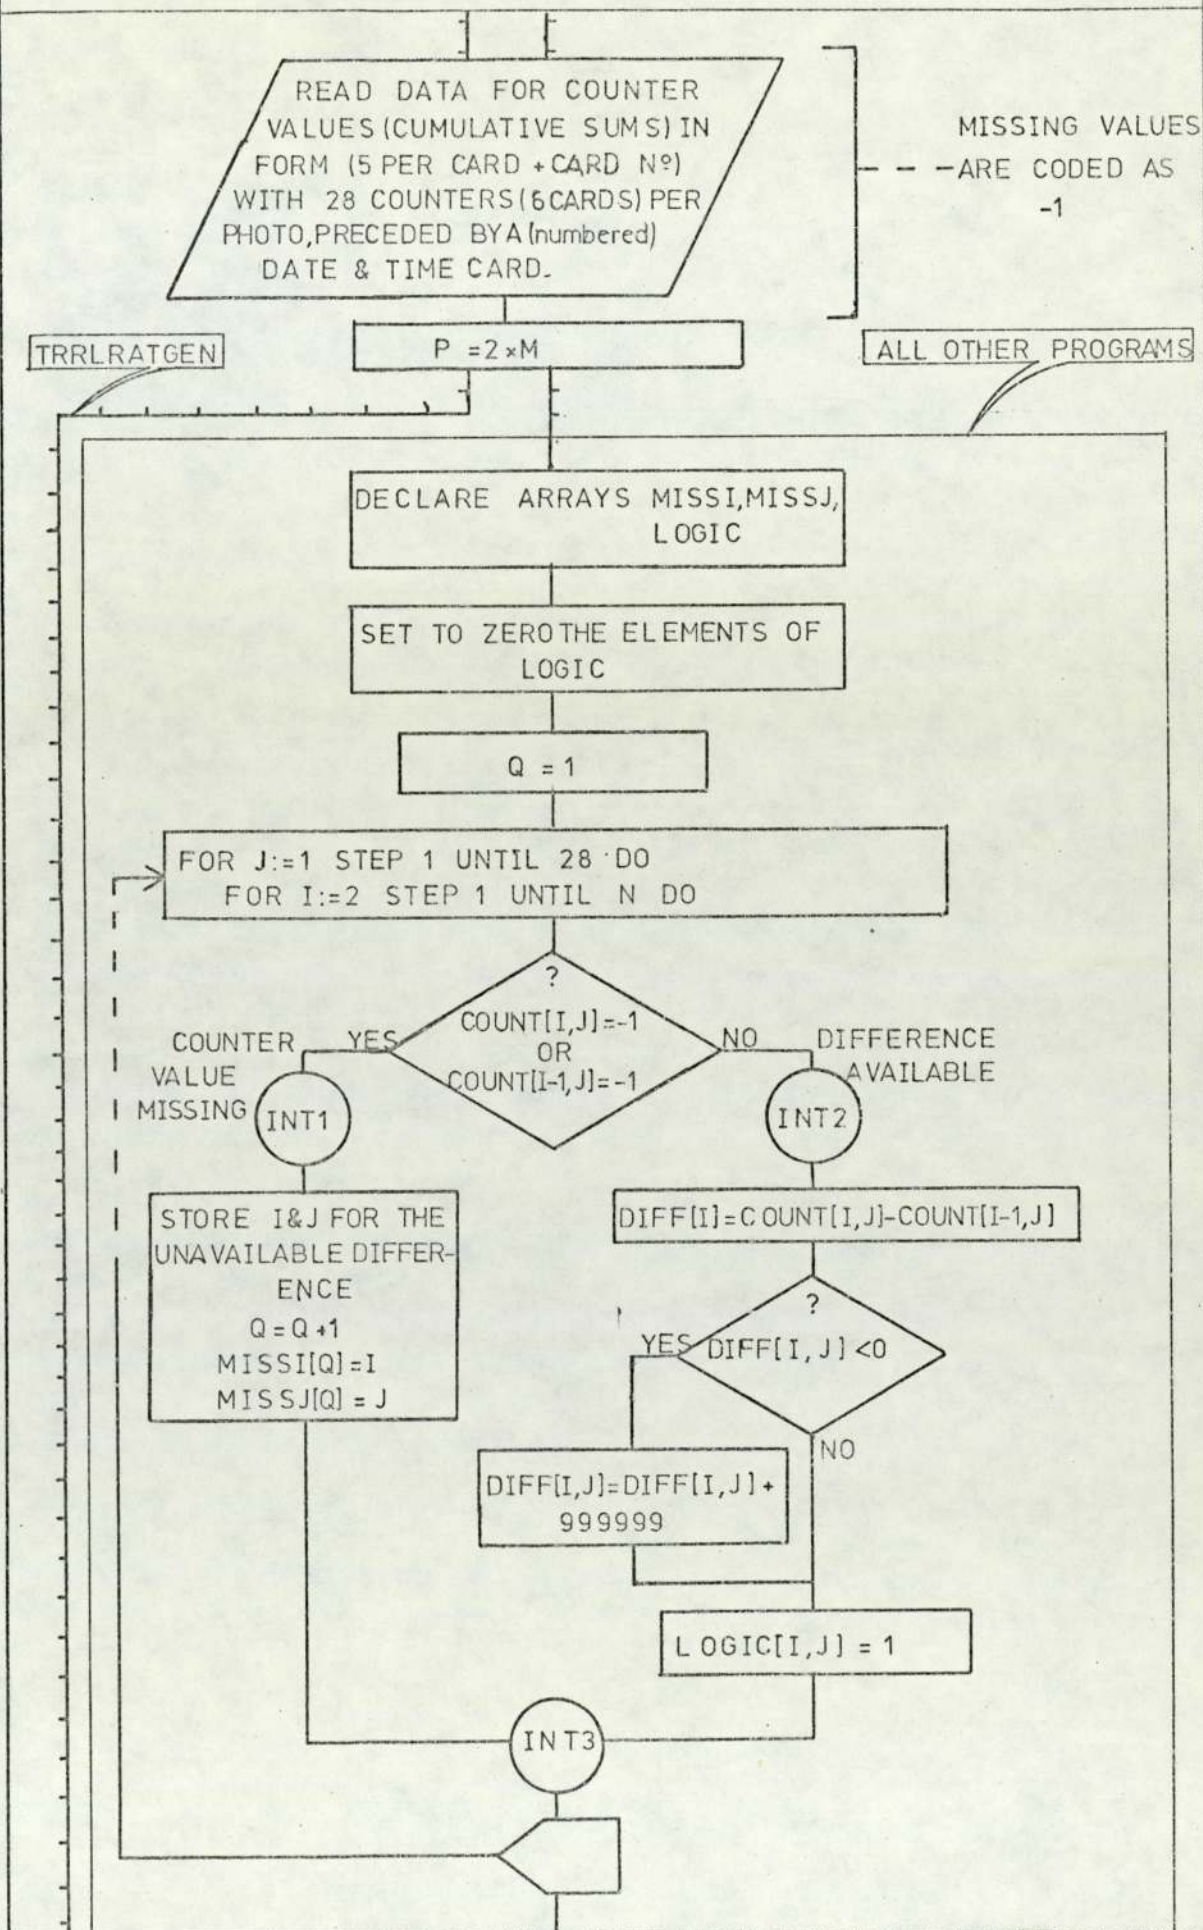 READ DATA FOR COUNTER
VALUES (CUMULATIVE SUMS) IN
FORM (5 PER CARD + CARD Nº)
WITH 28 COUNTERS (6 CARDS) PER
PHOTO, PRECEDED BY A (numbered)
DATE & TIME CARD.
MISSING VALUES
ARE CODED AS
-1
TRRLRATGEN
P = 2 × M
ALL OTHER PROGRAMS
DECLARE ARRAYS MISSI, MISSJ,
LOGIC
SET TO ZERO THE ELEMENTS OF
LOGIC
Q = 1
FOR J:=1 STEP 1 UNTIL 28 DO
FOR I:=2 STEP 1 UNTIL N DO
?
COUNT[I,J]=-1
OR
COUNT[I-1,J]=-1
YES
NO
COUNTER
VALUE
MISSING
DIFFERENCE
AVAILABLE
INT1
INT2
STORE I&J FOR THE
UNAVAILABLE DIFFER-
ENCE
Q=Q+1
MISSI[Q]=I
MISSJ[Q] = J
DIFF[I]=COUNT[I,J]-COUNT[I-1,J]
?
DIFF[I,J]<0
YES
NO
DIFF[I,J]=DIFF[I,J]+
999999
LOGIC[I,J] = 1
INT3